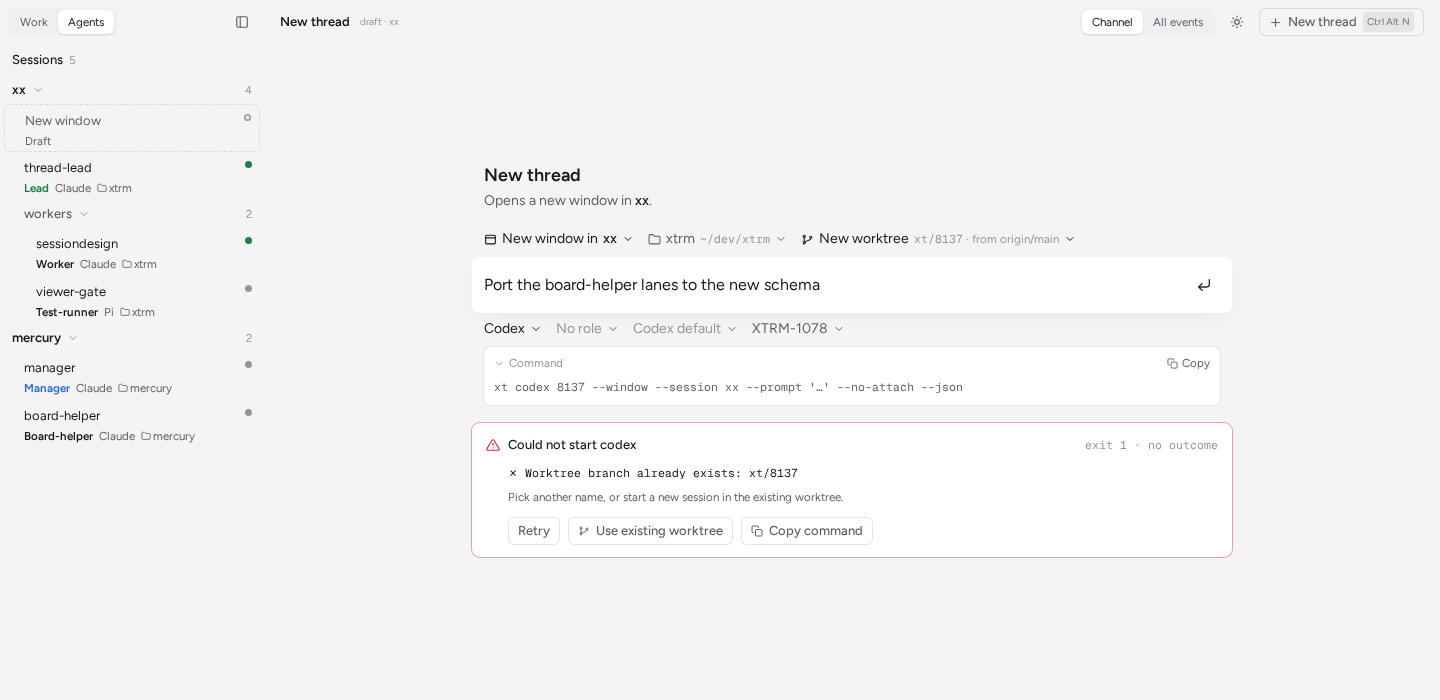 Work Agents
New thread draft · xx
Channel All events
New thread Ctrl Alt N
Sessions 5
xx 4
New window
Draft
thread-lead
Lead Claude xtrm
workers 2
sessiondesign
Worker Claude xtrm
viewer-gate
Test-runner Pi xtrm
mercury 2
manager
Manager Claude mercury
board-helper
Board-helper Claude mercury
New thread
Opens a new window in xx.
New window in xx xtrm ~/dev/xtrm New worktree xt/8137 · from origin/main
Port the board-helper lanes to the new schema
Codex No role Codex default XTRM-1078
Command Copy
xt codex 8137 --window --session xx --prompt '…' --no-attach --json
Could not start codex exit 1 · no outcome
× Worktree branch already exists: xt/8137
Pick another name, or start a new session in the existing worktree.
Retry Use existing worktree Copy command